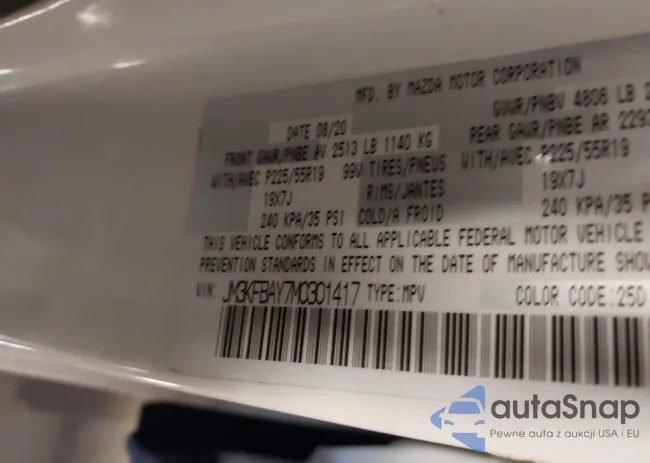 MFD. BY MAZDA MOTOR CORPORATION
DATE 08/20 GVWR/PNBV 4806 LB
FRONT GAWR/PNBE AV 2513 LB 1140 KG REAR GAWR/PNBE AR 2293
WITH/AVEC P225/55R19 99V TIRES/PNEUS WITH/AVEC P225/55R19
19X7J RIMS/JANTES 19X7J
240 KPA/35 PSI COLD/A FROID 240 KPA/35 P
THIS VEHICLE CONFORMS TO ALL APPLICABLE FEDERAL MOTOR VEHICLE
PREVENTION STANDARDS IN EFFECT ON THE DATE OF MANUFACTURE SHOW
VIN: JM3KFBAY7M0301417 TYPE:MPV COLOR CODE:25D
autaSnap
Pewne auta z aukcji USA i EU